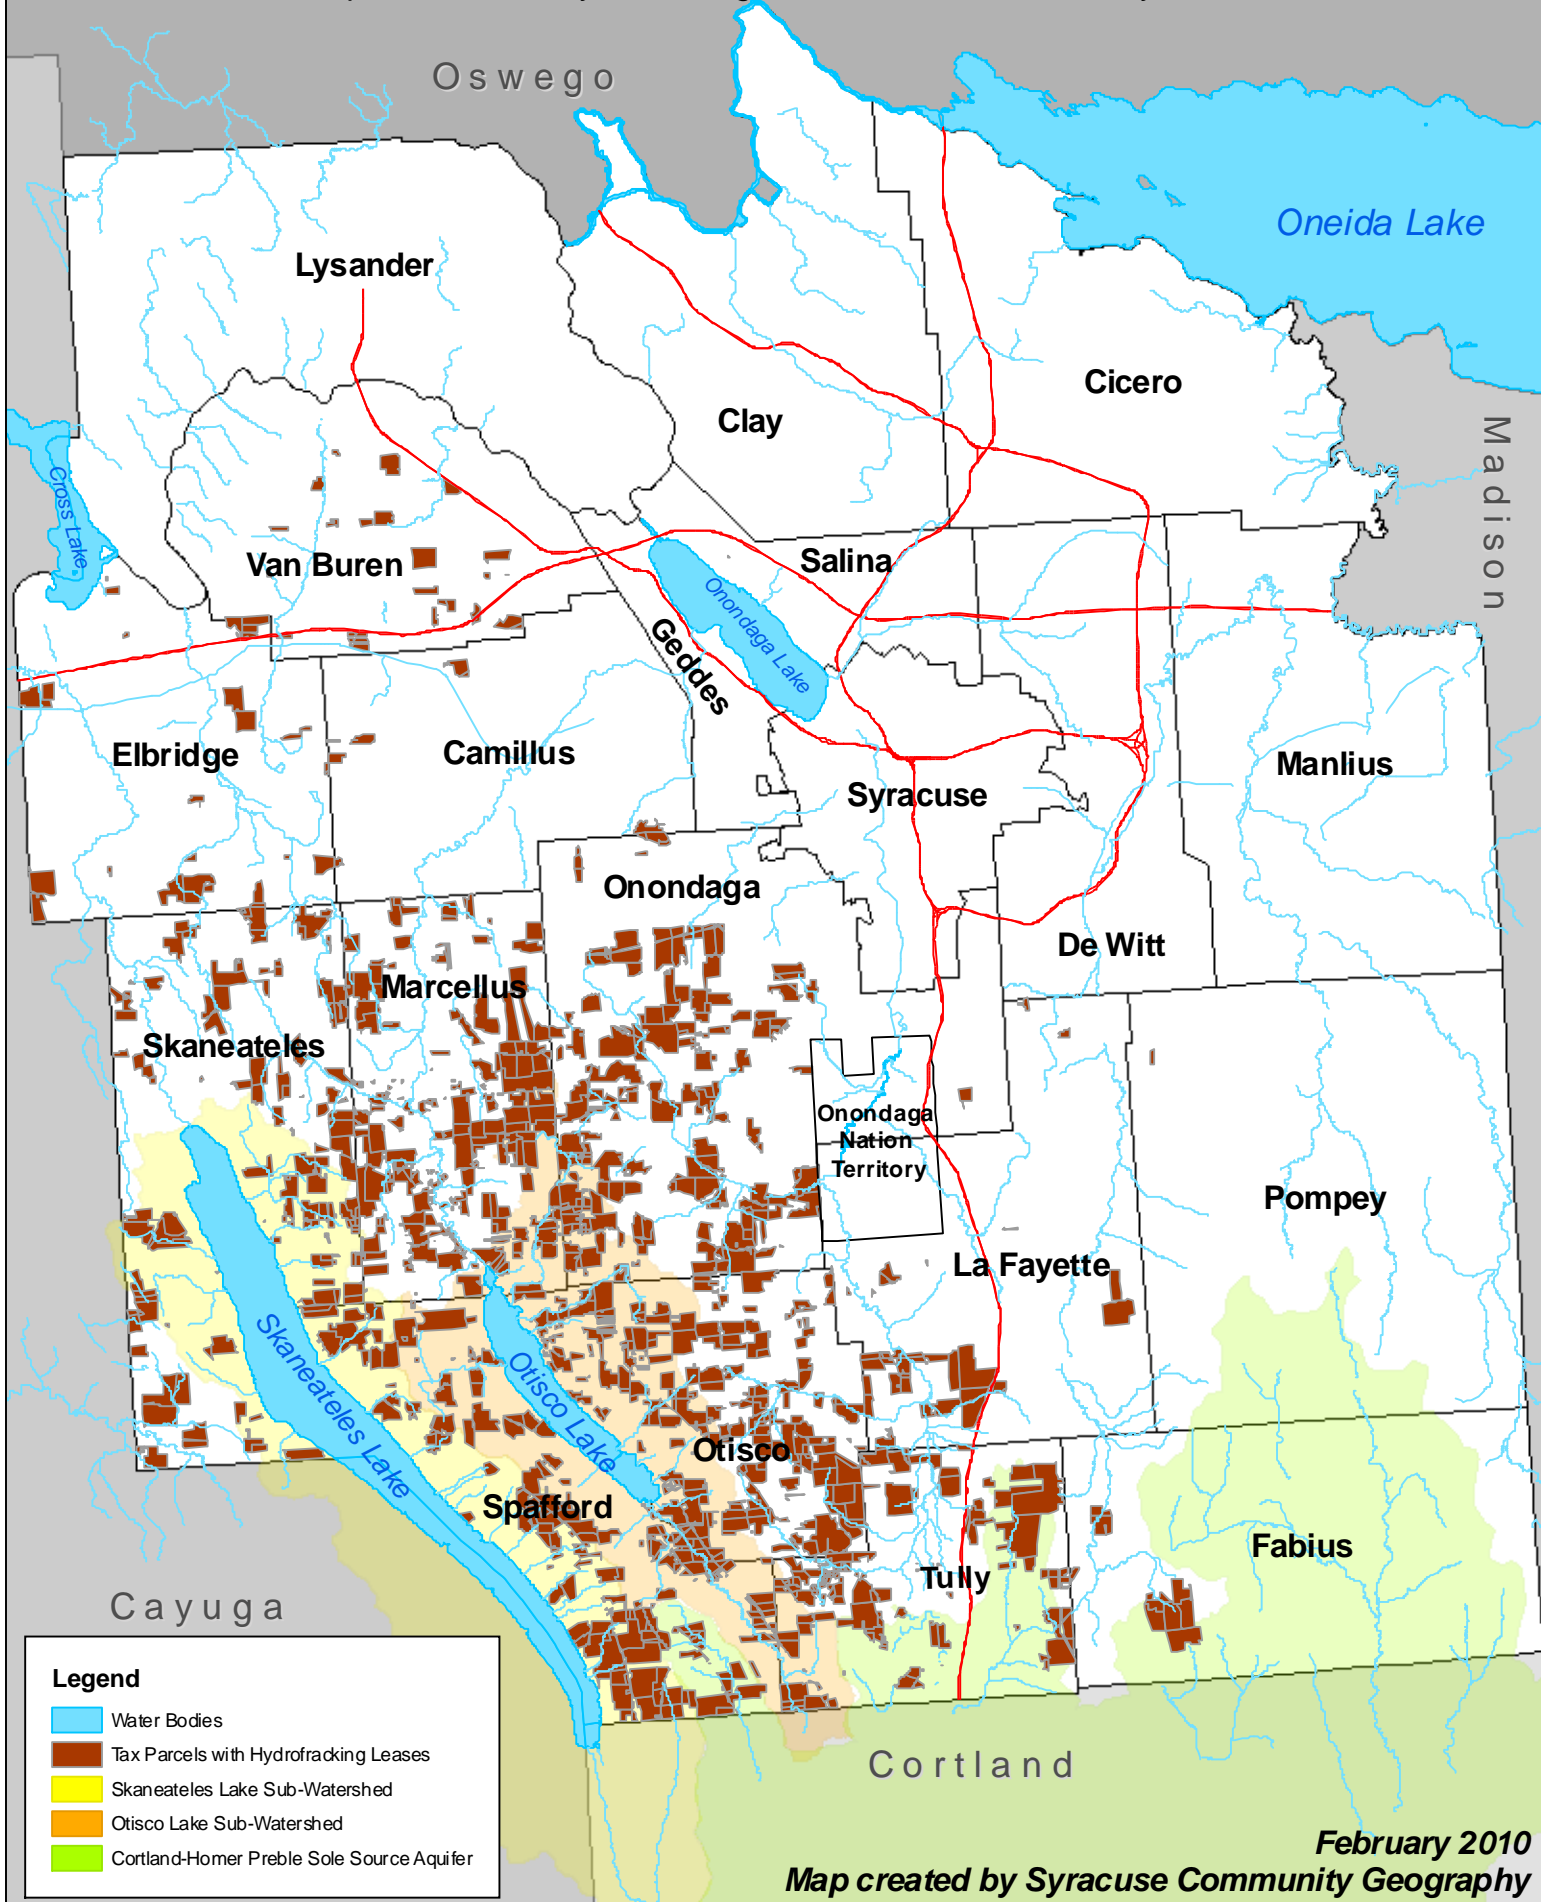 Oswego
Oneida Lake
Lysander
Cicero
Clay
Madison
Cross Lake
Van Buren
Salina
Onondaga Lake
Geddes
Elbridge
Camillus
Manlius
Syracuse
Onondaga
De Witt
Marcellus
Skaneateles
Onondaga
Nation
Territory
Pompey
La Fayette
Skaneateles Lake
Otisco Lake
Otisco
Spafford
Fabius
Tully
Cayuga
Legend
Water Bodies
Tax Parcels with Hydrofracking Leases
Skaneateles Lake Sub-Watershed
Otisco Lake Sub-Watershed
Cortland-Homer Preble Sole Source Aquifer
Cortland
February 2010
Map created by Syracuse Community Geography